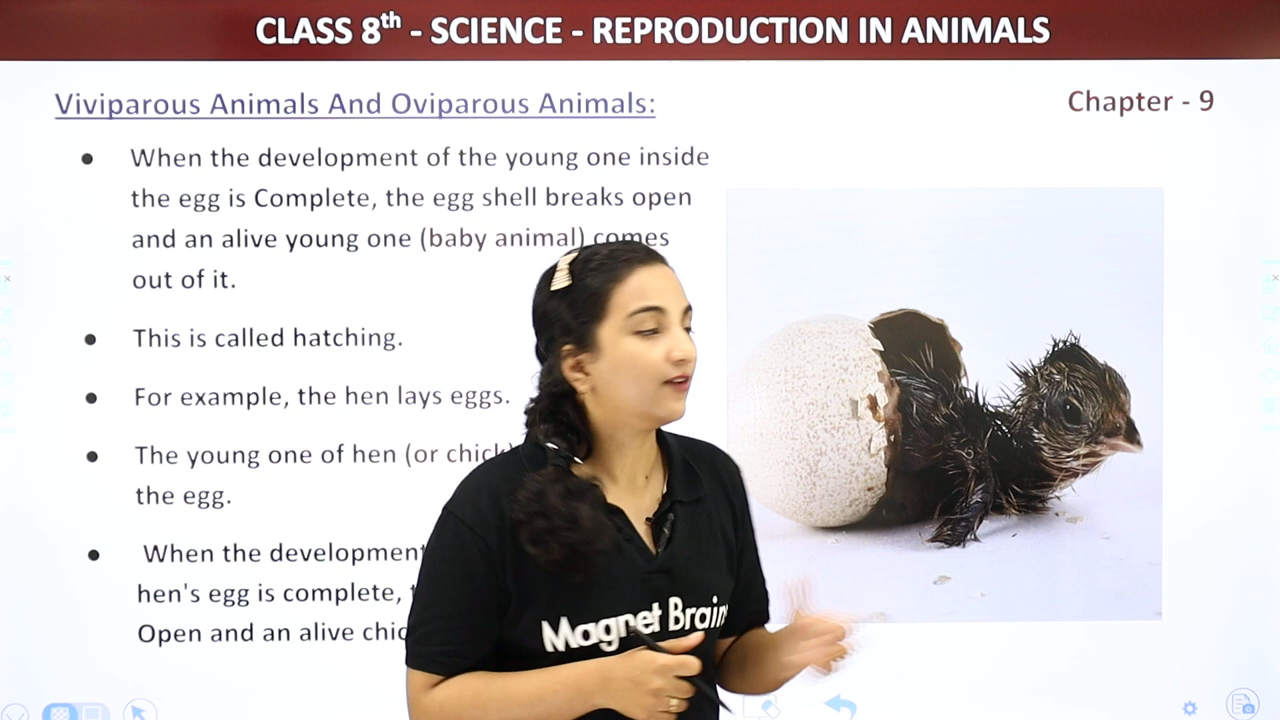 CLASS 8th - SCIENCE - REPRODUCTION IN ANIMALS
Viviparous Animals And Oviparous Animals:
Chapter - 9
● When the development of the young one inside
the egg is Complete, the egg shell breaks open
and an alive young one (baby animal) comes
out of it.
● This is called hatching.
● For example, the hen lays eggs.
● The young one of hen (or chick)
the egg.
● When the development
hen's egg is complete,
Open and an alive
Magnet Brains